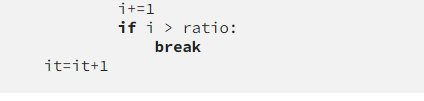 i+=1
if i > ratio:
break
it=it+1